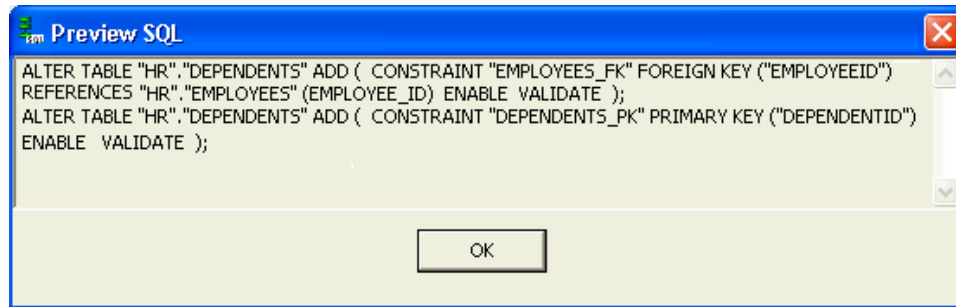 Preview SQL
ALTER TABLE "HR"."DEPENDENTS" ADD ( CONSTRAINT "EMPLOYEES_FK" FOREIGN KEY ("EMPLOYEEID")
REFERENCES "HR"."EMPLOYEES" (EMPLOYEE_ID) ENABLE VALIDATE );
ALTER TABLE "HR"."DEPENDENTS" ADD ( CONSTRAINT "DEPENDENTS_PK" PRIMARY KEY ("DEPENDENTID")
ENABLE VALIDATE );
OK